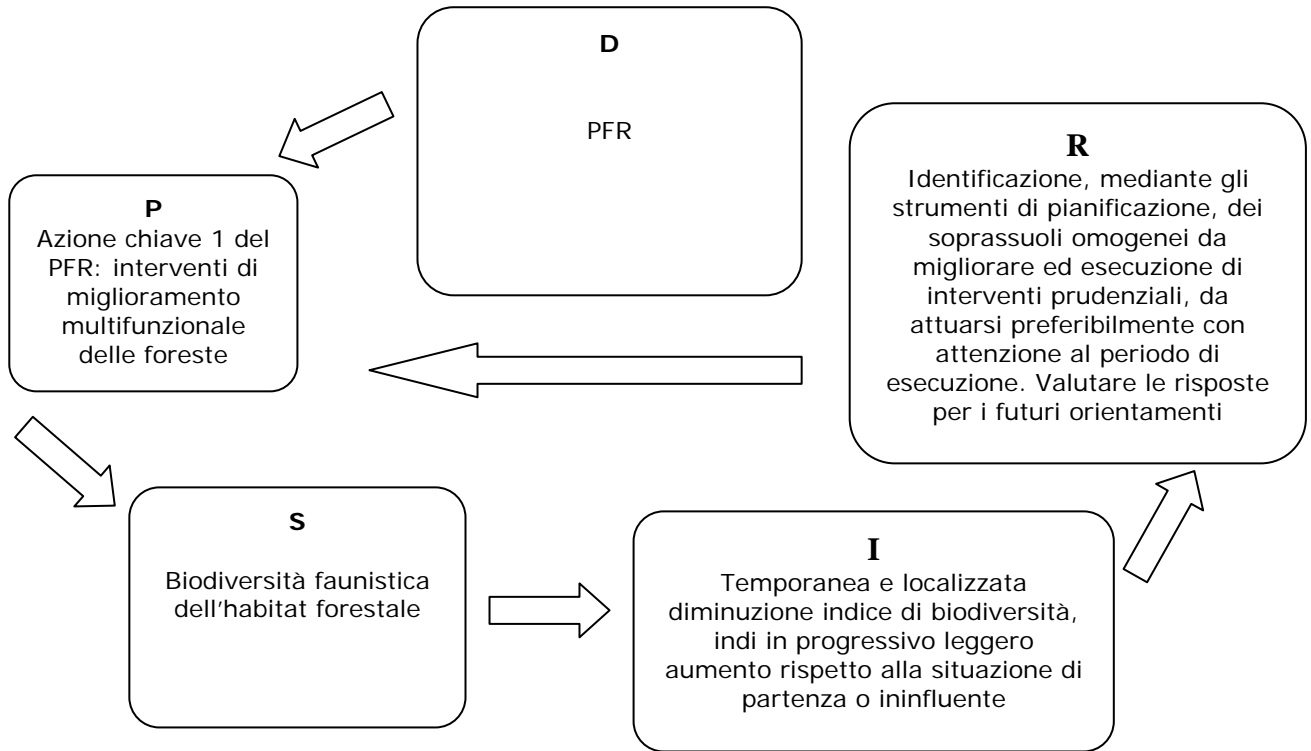 D
PFR
P
Azione chiave 1 del
PFR: interventi di
miglioramento
multifunzionale
delle foreste
S
Biodiversità faunistica
dell'habitat forestale
I
Temporanea e localizzata
diminuzione indice di biodiversità,
indi in progressivo leggero
aumento rispetto alla situazione di
partenza o ininfluente
R
Identificazione, mediante gli
strumenti di pianificazione, dei
soprassuoli omogenei da
migliorare ed esecuzione di
interventi prudenziali, da
attuarsi preferibilmente con
attenzione al periodo di
esecuzione. Valutare le risposte
per i futuri orientamenti